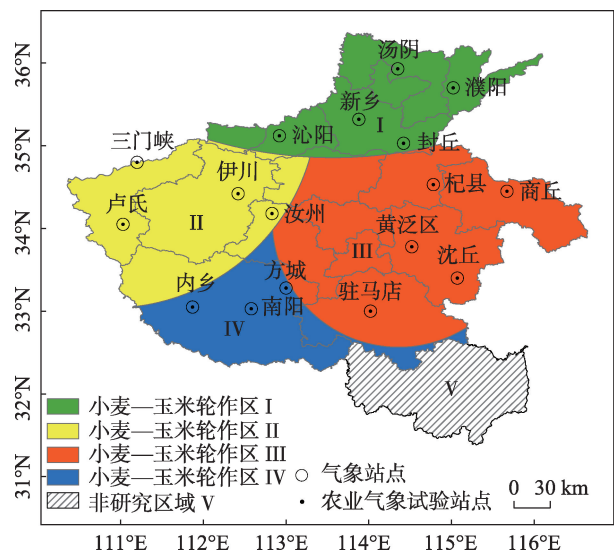 36°N
35°N
34°N
33°N
32°N
31°N
汤阴
濮阳
新乡
I
沁阳
封丘
三门峡
伊川
杞县
商丘
卢氏
II
汝州
黄泛区
III
沈丘
内乡
方城
南阳
驻马店
IV
V
小麦—玉米轮作区 I
小麦—玉米轮作区 II
小麦—玉米轮作区 III
小麦—玉米轮作区 IV
非研究区域 V
气象站点
农业气象试验站点
0 30 km
111°E 112°E 113°E 114°E 115°E 116°E